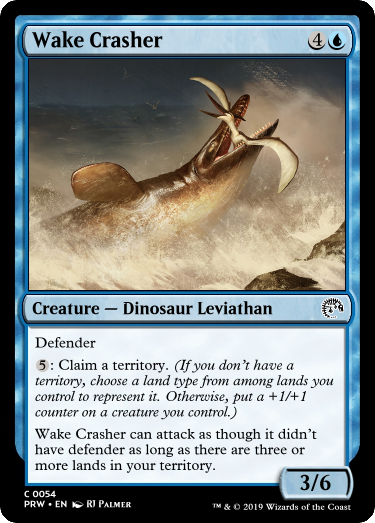 Wake Crasher 4
Creature — Dinosaur Leviathan
Defender
5: Claim a territory. (If you don't have a
territory, choose a land type from among lands you
control to represent it. Otherwise, put a +1/+1
counter on a creature you control.)
Wake Crasher can attack as though it didn't
have defender as long as there are three or
more lands in your territory.
3/6
C 0054
PRW • EN RJ Palmer
™ & © 2019 Wizards of the Coast